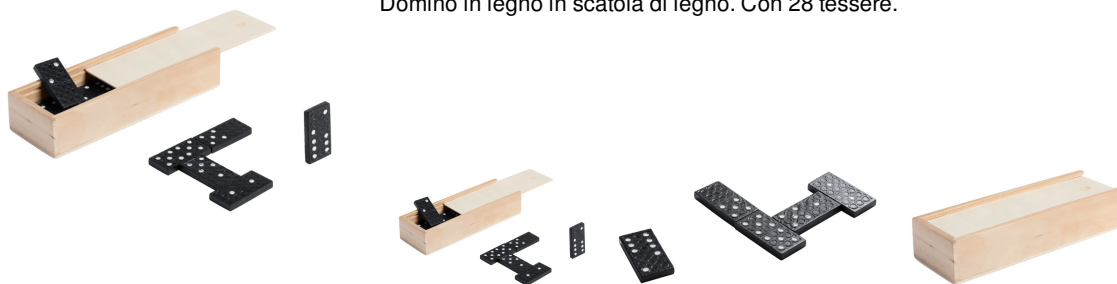 Domino in legno in scatola di legno. Con 28 tessere.